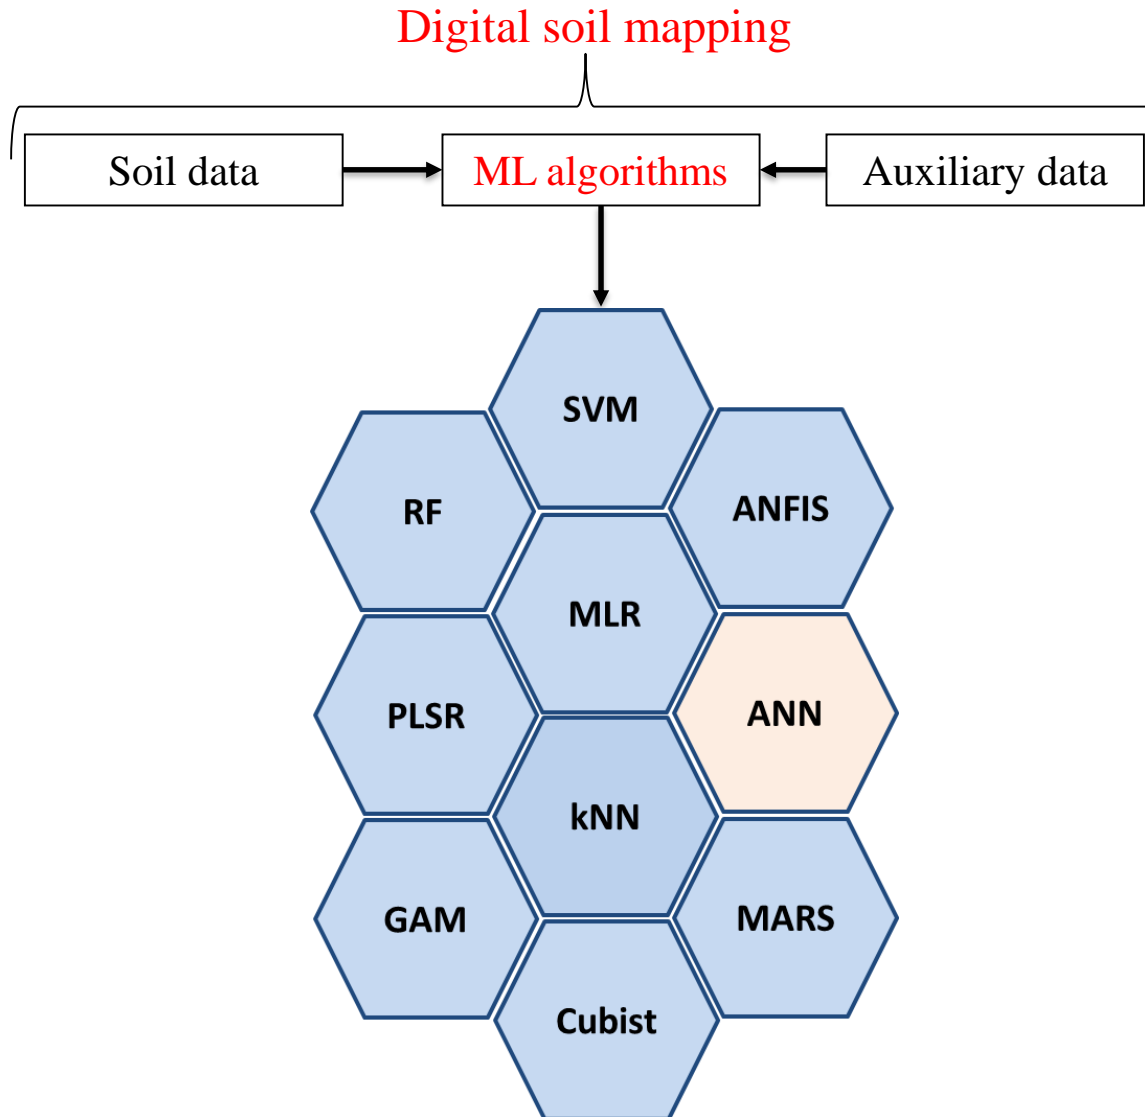 Digital soil mapping
Soil data
ML algorithms
Auxiliary data
SVM
RF
ANFIS
MLR
PLSR
ANN
kNN
GAM
MARS
Cubist